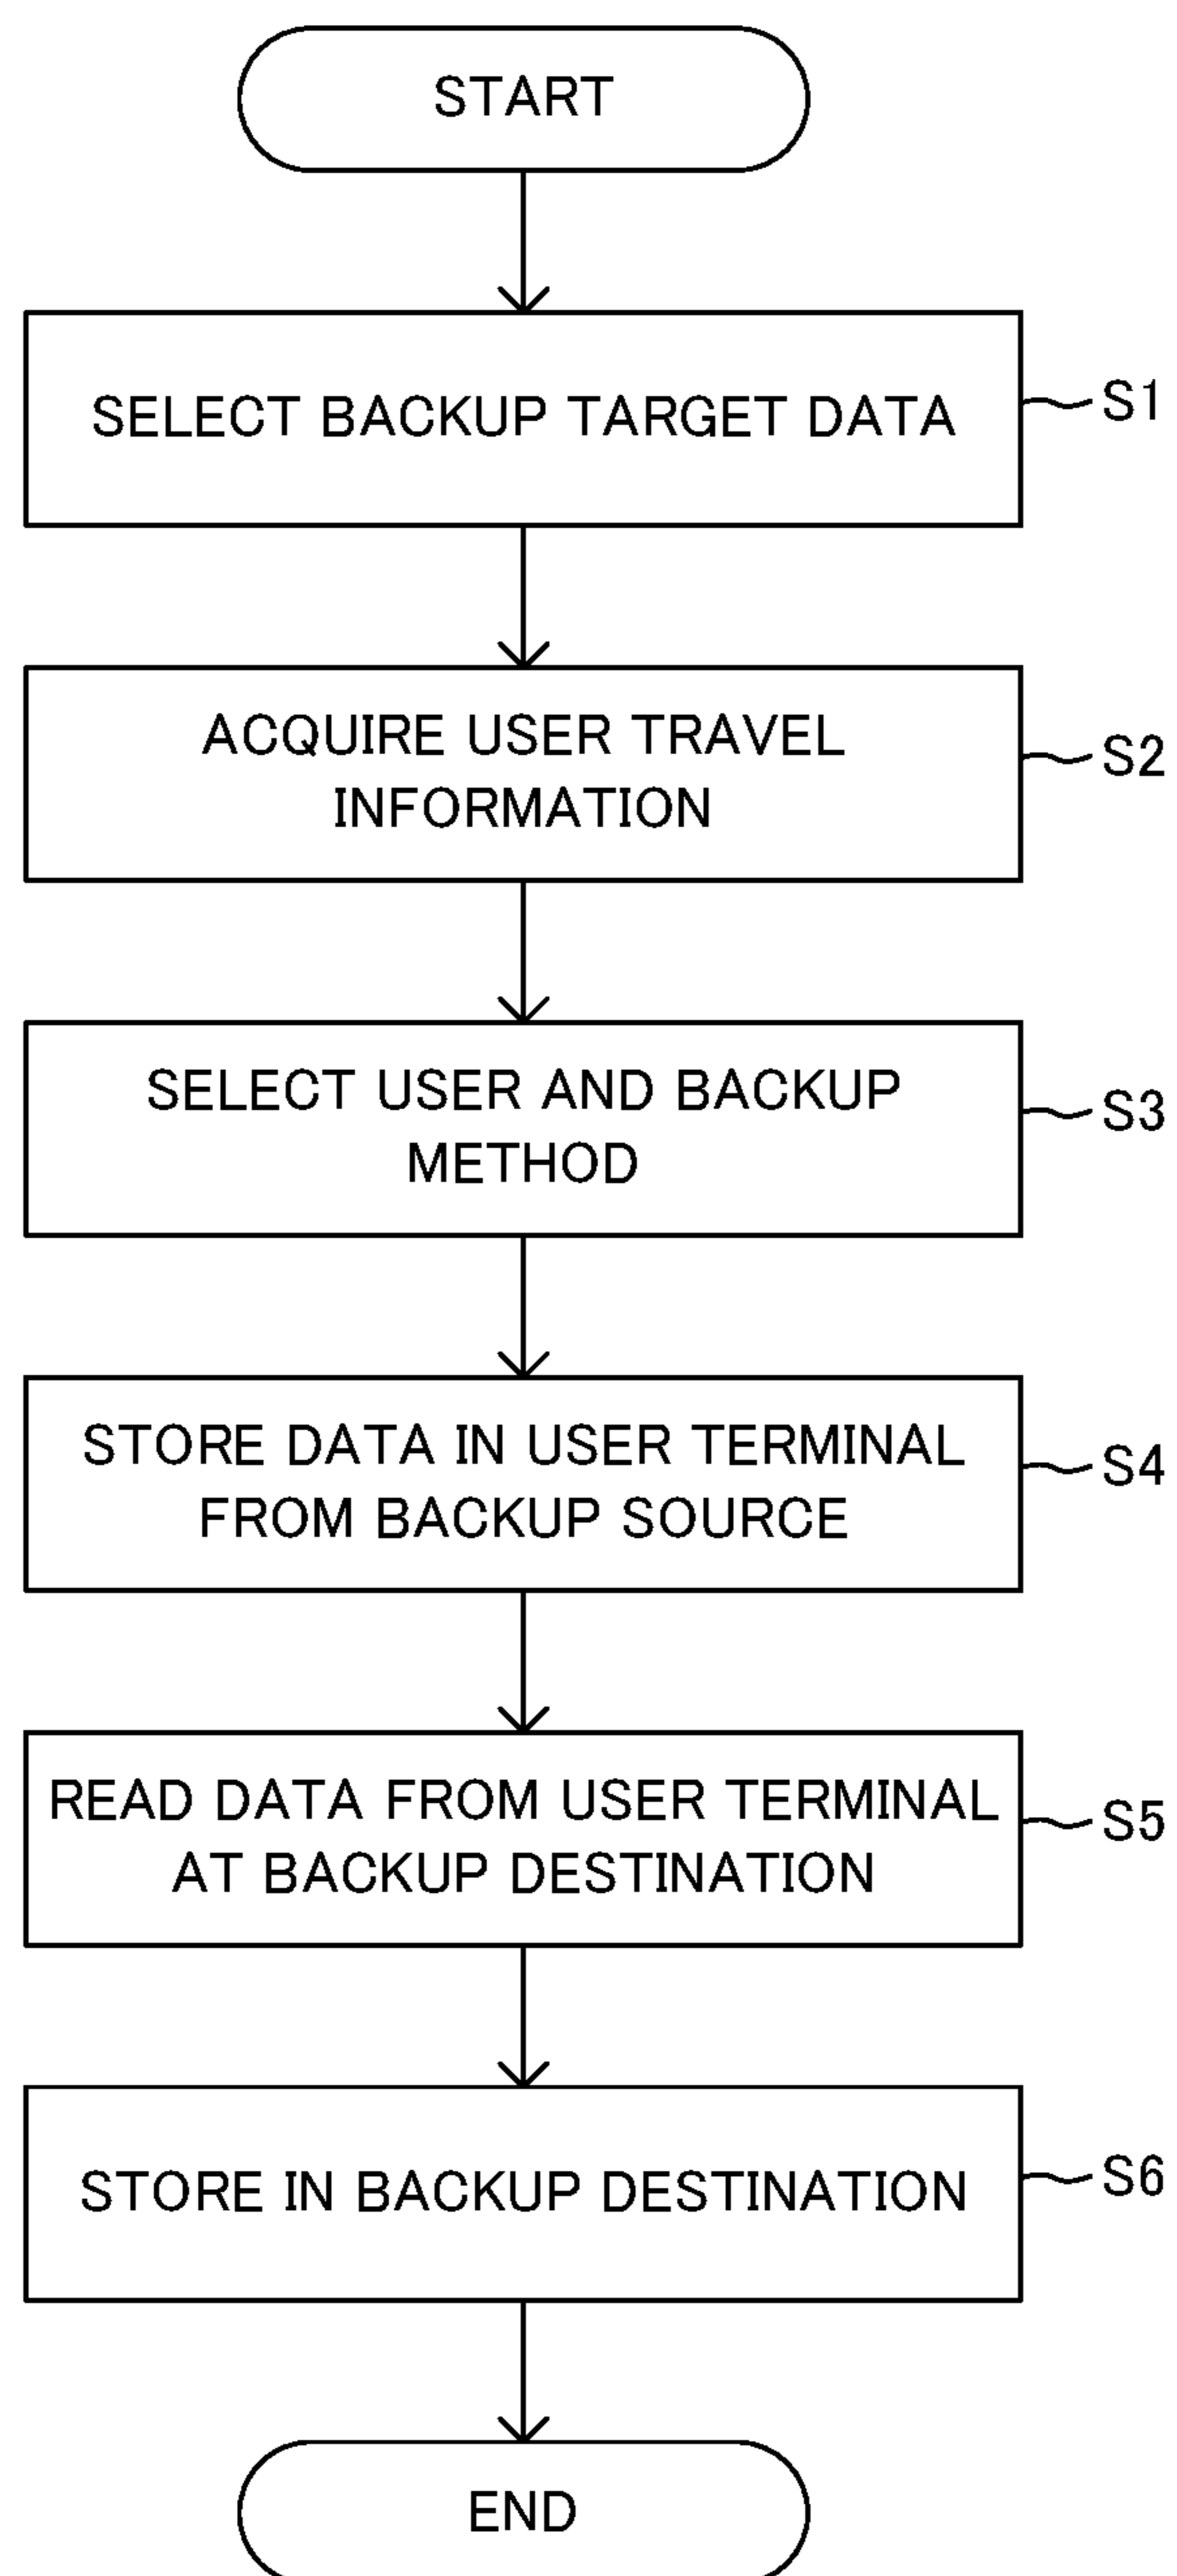 START
SELECT BACKUP TARGET DATA
S1
ACQUIRE USER TRAVEL
INFORMATION
S2
SELECT USER AND BACKUP
METHOD
S3
STORE DATA IN USER TERMINAL
FROM BACKUP SOURCE
S4
READ DATA FROM USER TERMINAL
AT BACKUP DESTINATION
S5
STORE IN BACKUP DESTINATION
S6
END